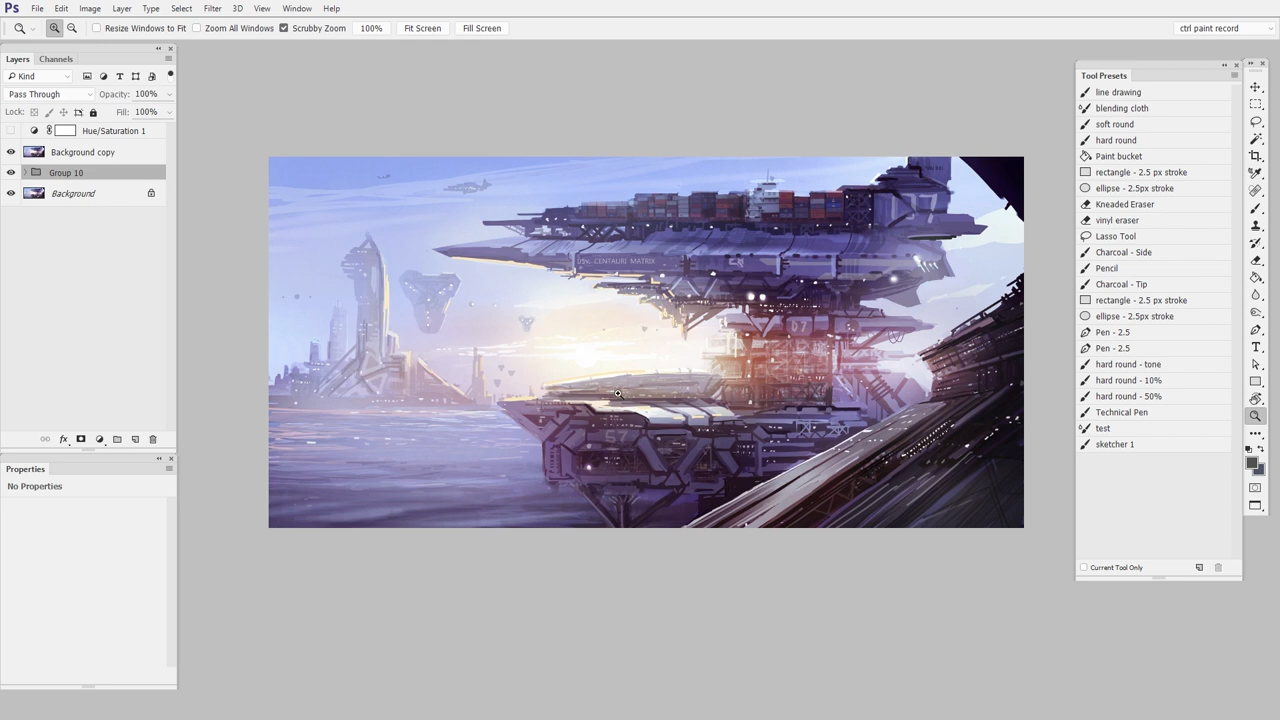 Ps File Edit Image Layer Type Select Filter 3D View Window Help
Resize Windows to Fit Zoom All Windows Scrubby Zoom 100% Fit Screen Fill Screen ctrl paint record
Layers Channels
Kind
Pass Through Opacity: 100%
Lock: Fill: 100%
Hue/Saturation 1
Background copy
Group 10
Background
fx
Properties
No Properties
USV. CENTAURI MATRIX
07
57
Tool Presets
line drawing
blending cloth
soft round
hard round
Paint bucket
rectangle - 2.5 px stroke
ellipse - 2.5px stroke
Kneaded Eraser
vinyl eraser
Lasso Tool
Charcoal - Side
Pencil
Charcoal - Tip
rectangle - 2.5 px stroke
ellipse - 2.5px stroke
Pen - 2.5
Pen - 2.5
hard round - tone
hard round - 10%
hard round - 50%
Technical Pen
test
sketcher 1
Current Tool Only